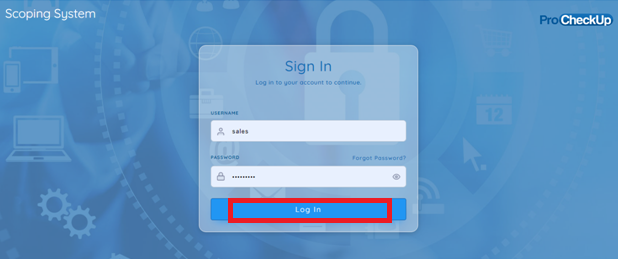 Scoping System
ProCheckUp
Sign In
Log in to your account to continue.
USERNAME
sales
PASSWORD
Forgot Password?
•••••••••
Log In
12